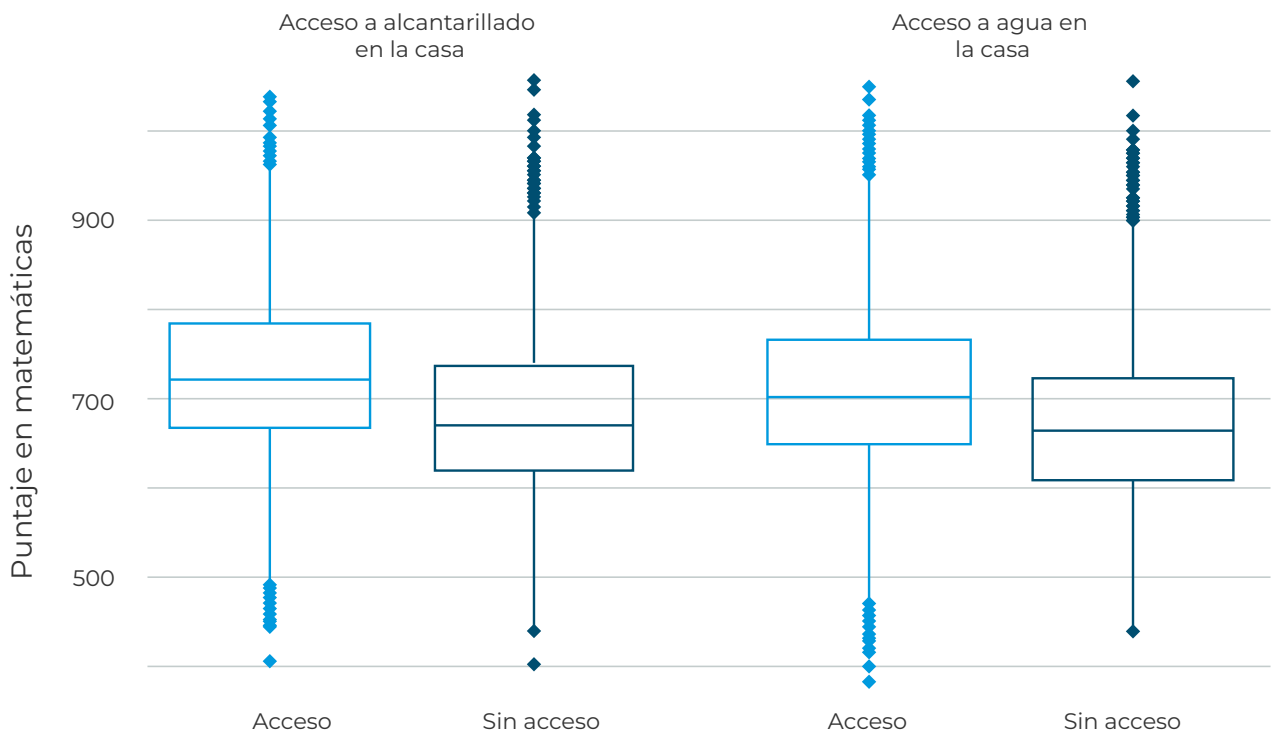 Acceso a alcantarillado
en la casa
Acceso a agua en
la casa
Puntaje en matemáticas
900
700
500
Acceso
Sin acceso
Acceso
Sin acceso